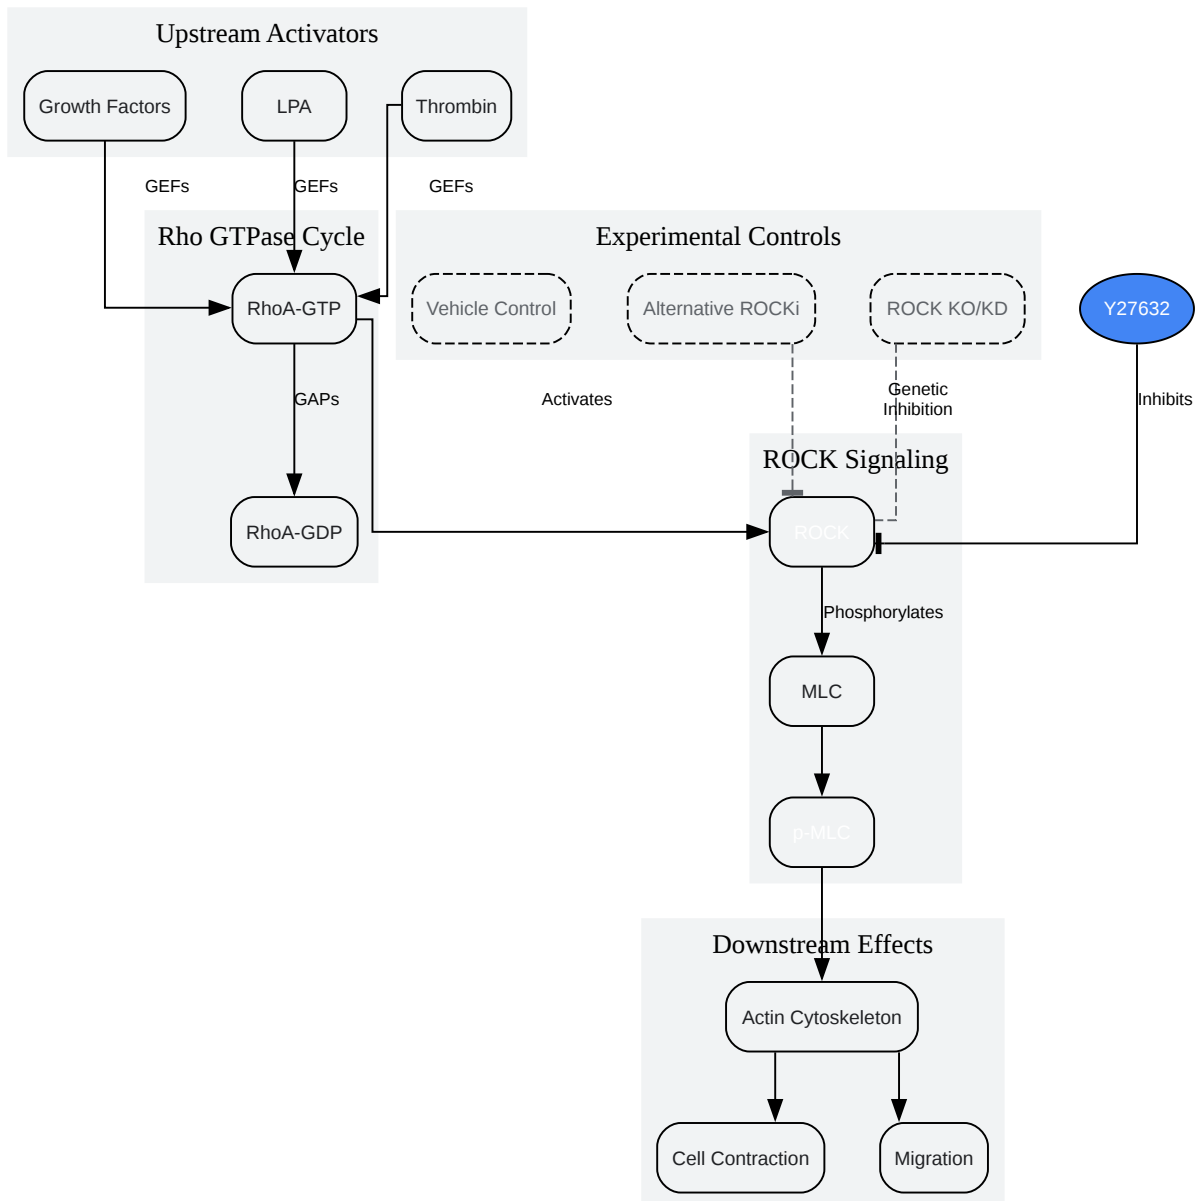 Upstream Activators
Growth Factors
LPA
Thrombin
GEFs
GEFs
GEFs
Rho GTPase Cycle
Experimental Controls
RhoA-GTP
Vehicle Control
Alternative ROCKi
ROCK KO/KD
Y27632
GAPs
Activates
Genetic
Inhibition
Inhibits
ROCK Signaling
RhoA-GDP
ROCK
Phosphorylates
MLC
p-MLC
Downstream Effects
Actin Cytoskeleton
Cell Contraction
Migration